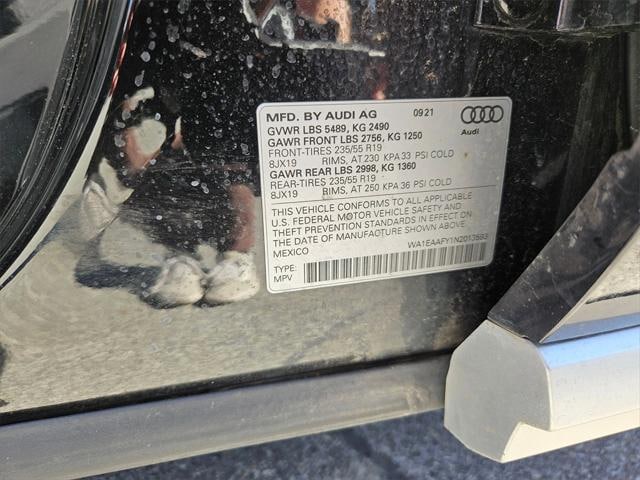 MFD. BY AUDI AG 09 21
GVWR LBS 5489, KG 2490
GAWR FRONT LBS 2756, KG 1250
FRONT-TIRES 235/55 R19
8JX19 RIMS, AT 230 KPA 33 PSI COLD
GAWR REAR LBS 2998, KG 1360
REAR-TIRES 235/55 R19
8JX19 RIMS, AT 250 KPA 36 PSI COLD
Audi
THIS VEHICLE CONFORMS TO ALL APPLICABLE
U.S. FEDERAL MOTOR VEHICLE SAFETY AND
THEFT PREVENTION STANDARDS IN EFFECT ON
THE DATE OF MANUFACTURE SHOWN ABOVE.
MEXICO WA1EAAFY1N2013593
TYPE:
MPV